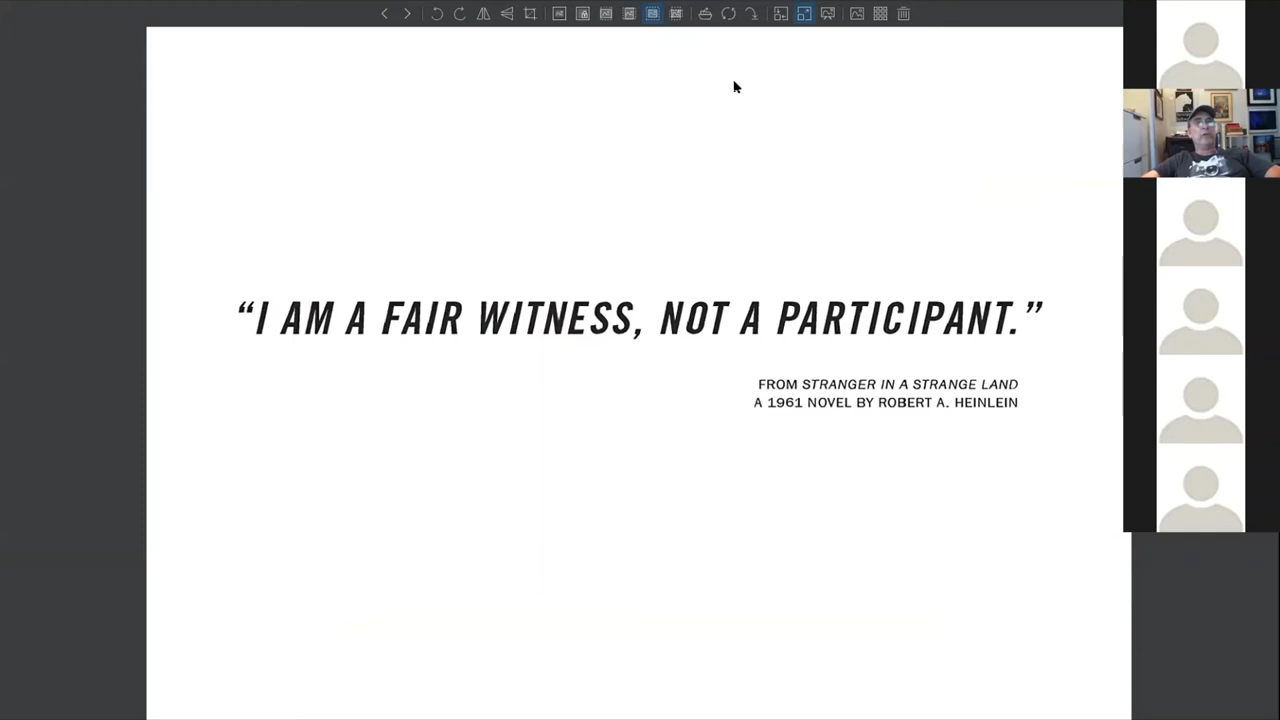 “I AM A FAIR WITNESS, NOT A PARTICIPANT.”
FROM STRANGER IN A STRANGE LAND
A 1961 NOVEL BY ROBERT A. HEINLEIN